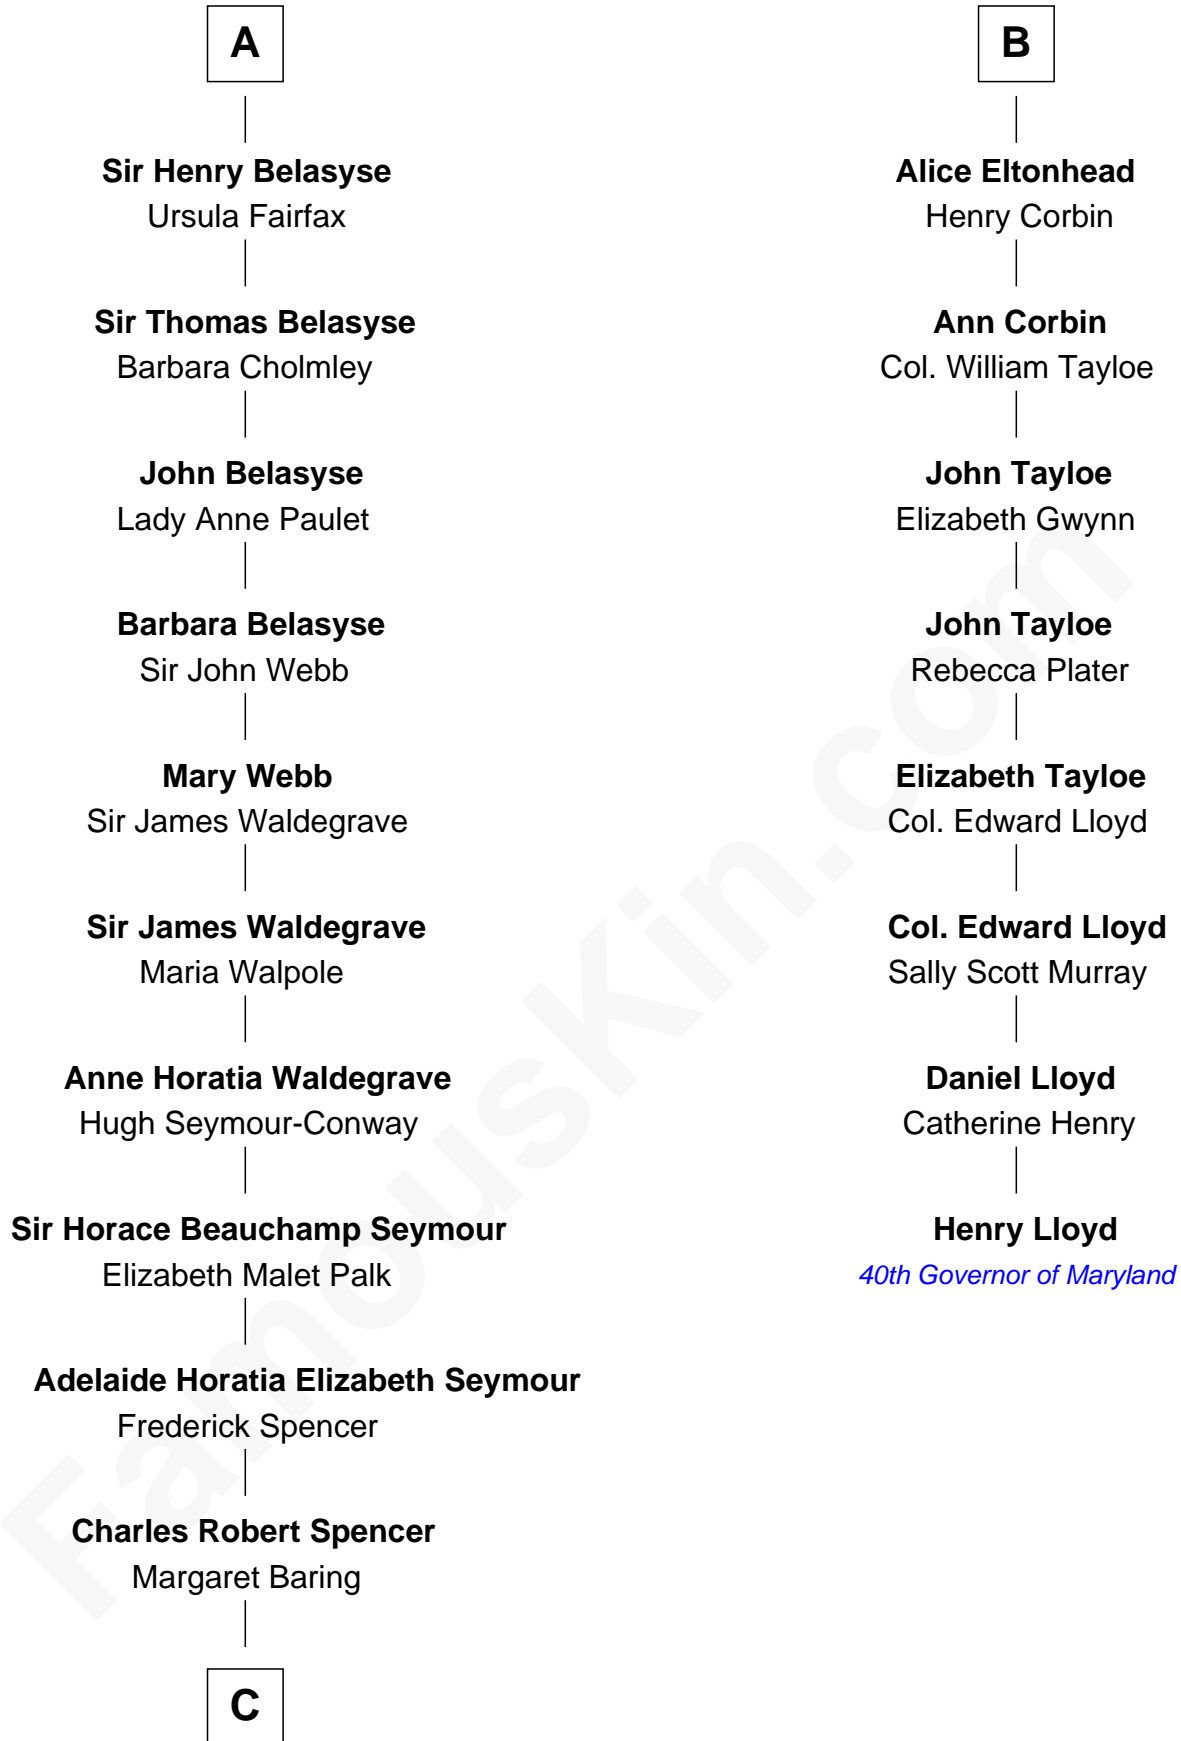 A
Sir Henry Belasyse
Ursula Fairfax
Sir Thomas Belasyse
Barbara Cholmley
John Belasyse
Lady Anne Paulet
Barbara Belasyse
Sir John Webb
Mary Webb
Sir James Waldegrave
Sir James Waldegrave
Maria Walpole
Anne Horatia Waldegrave
Hugh Seymour-Conway
Sir Horace Beauchamp Seymour
Elizabeth Malet Palk
Adelaide Horatia Elizabeth Seymour
Frederick Spencer
Charles Robert Spencer
Margaret Baring
C
B
Alice Eltonhead
Henry Corbin
Ann Corbin
Col. William Tayloe
John Tayloe
Elizabeth Gwynn
John Tayloe
Rebecca Plater
Elizabeth Tayloe
Col. Edward Lloyd
Col. Edward Lloyd
Sally Scott Murray
Daniel Lloyd
Catherine Henry
Henry Lloyd
40th Governor of Maryland
FamousKin.com